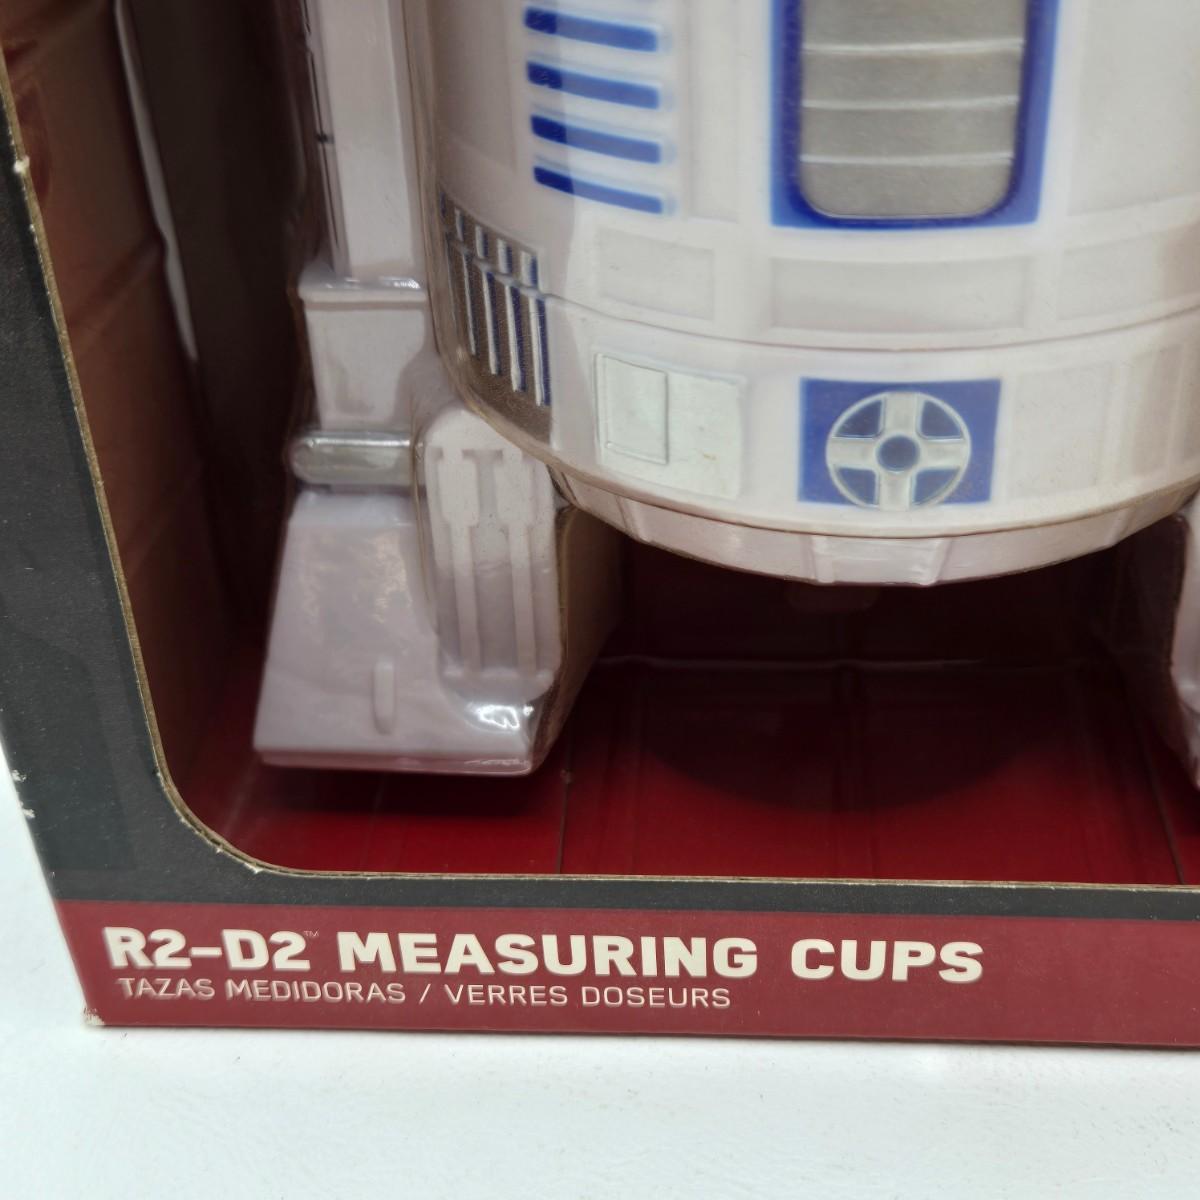 R2-D2™ MEASURING CUPS
TAZAS MEDIDORAS / VERRES DOSEURS